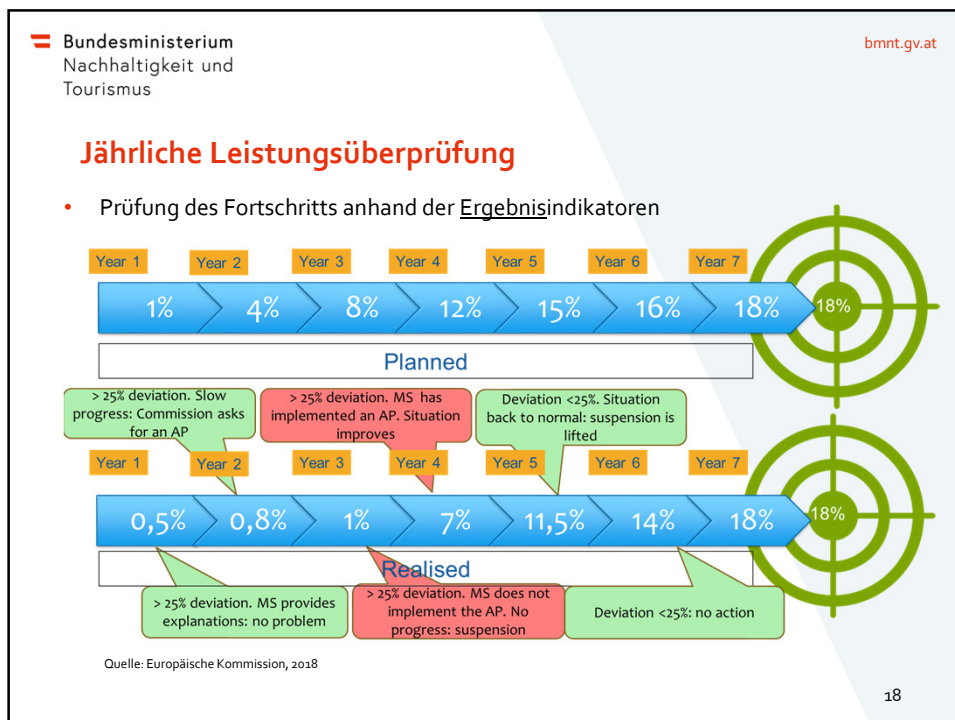 Bundesministerium
Nachhaltigkeit und
Tourismus
bmnt.gv.at
Jährliche Leistungsüberprüfung
• Prüfung des Fortschritts anhand der Ergebnisindikatoren
Year 1 Year 2 Year 3 Year 4 Year 5 Year 6 Year 7
1% 4% 8% 12% 15% 16% 18% 18%
Planned
> 25% deviation. Slow
progress: Commission asks
for an AP
> 25% deviation. MS has
implemented an AP. Situation
improves
Deviation <25%. Situation
back to normal: suspension is
lifted
Year 1 Year 2 Year 3 Year 4 Year 5 Year 6 Year 7
0,5% 0,8% 1% 7% 11,5% 14% 18% 18%
Realised
> 25% deviation. MS provides
explanations: no problem
> 25% deviation. MS does not
implement the AP. No
progress: suspension
Deviation <25%: no action
Quelle: Europäische Kommission, 2018
18